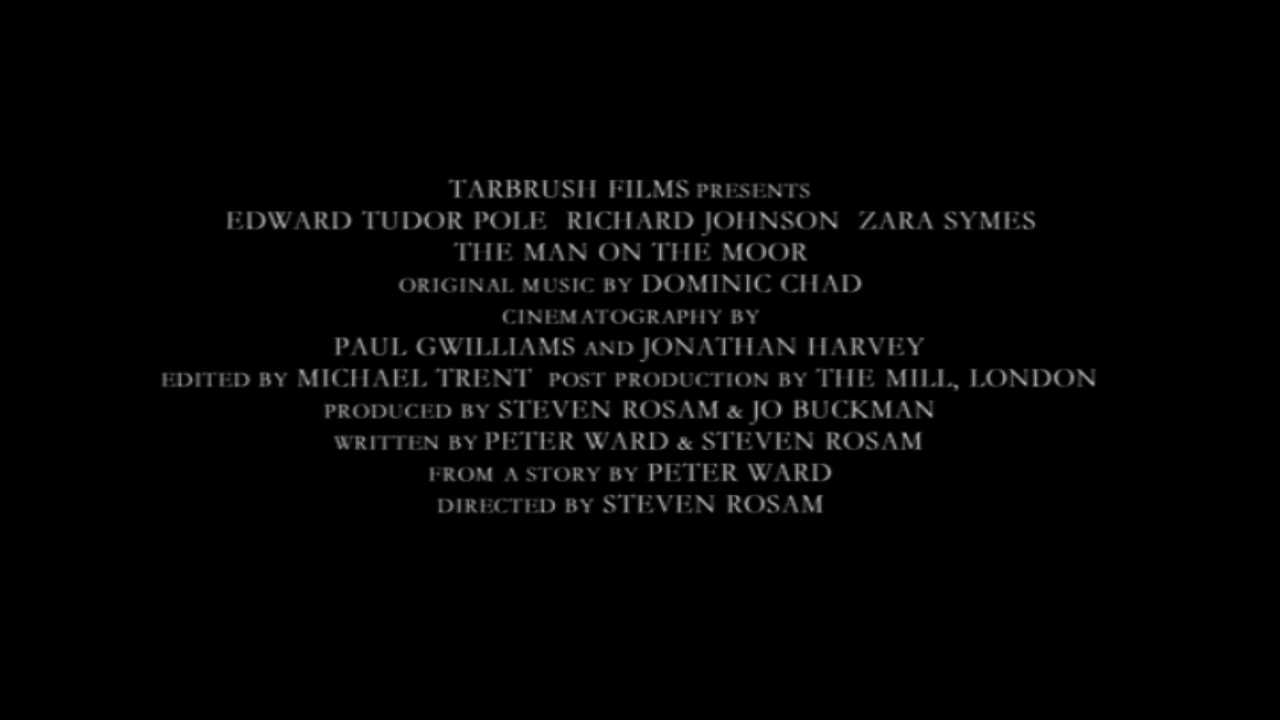 TARBRUSH FILMS PRESENTS
EDWARD TUDOR POLE RICHARD JOHNSON ZARA SYMES
THE MAN ON THE MOOR
ORIGINAL MUSIC BY DOMINIC CHAD
CINEMATOGRAPHY BY
PAUL GWILLIAMS AND JONATHAN HARVEY
EDITED BY MICHAEL TRENT POST PRODUCTION BY THE MILL, LONDON
PRODUCED BY STEVEN ROSAM & JO BUCKMAN
WRITTEN BY PETER WARD & STEVEN ROSAM
FROM A STORY BY PETER WARD
DIRECTED BY STEVEN ROSAM